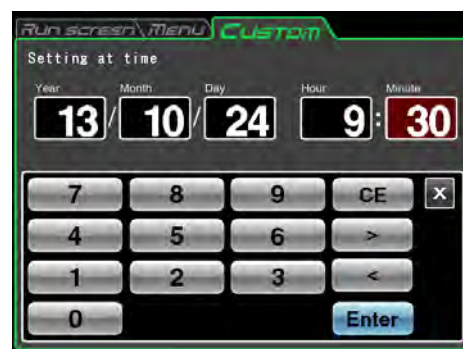 Run screen Menu Custom
Setting at time
Year Month Day Hour Minute
13 / 10 / 24 9 : 30
7 8 9 CE X
4 5 6 >
1 2 3 <
0 Enter